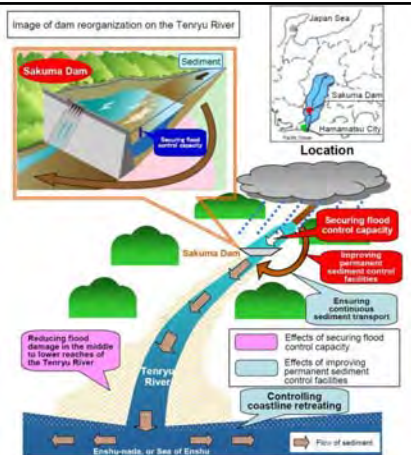 Image of dam reorganization on the Tenryu River
Sakuma Dam
Sediment
Securing flood
control capacity
Japan Sea
Sakuma Dam
Hamamatsu City
Location
Securing flood
control capacity
Sakuma Dam
Improving
permanent
sediment control
facilities
Ensuring
continuous
sediment transport
Reducing flood
damage in the middle
to lower reaches of
the Tenryu River
Effects of securing flood
control capacity
Effects of improving
permanent sediment
control facilities
Tenryu
River
Controlling
coastline retreating
Enshu-nada, or Sea of Enshu
Flow of sediment